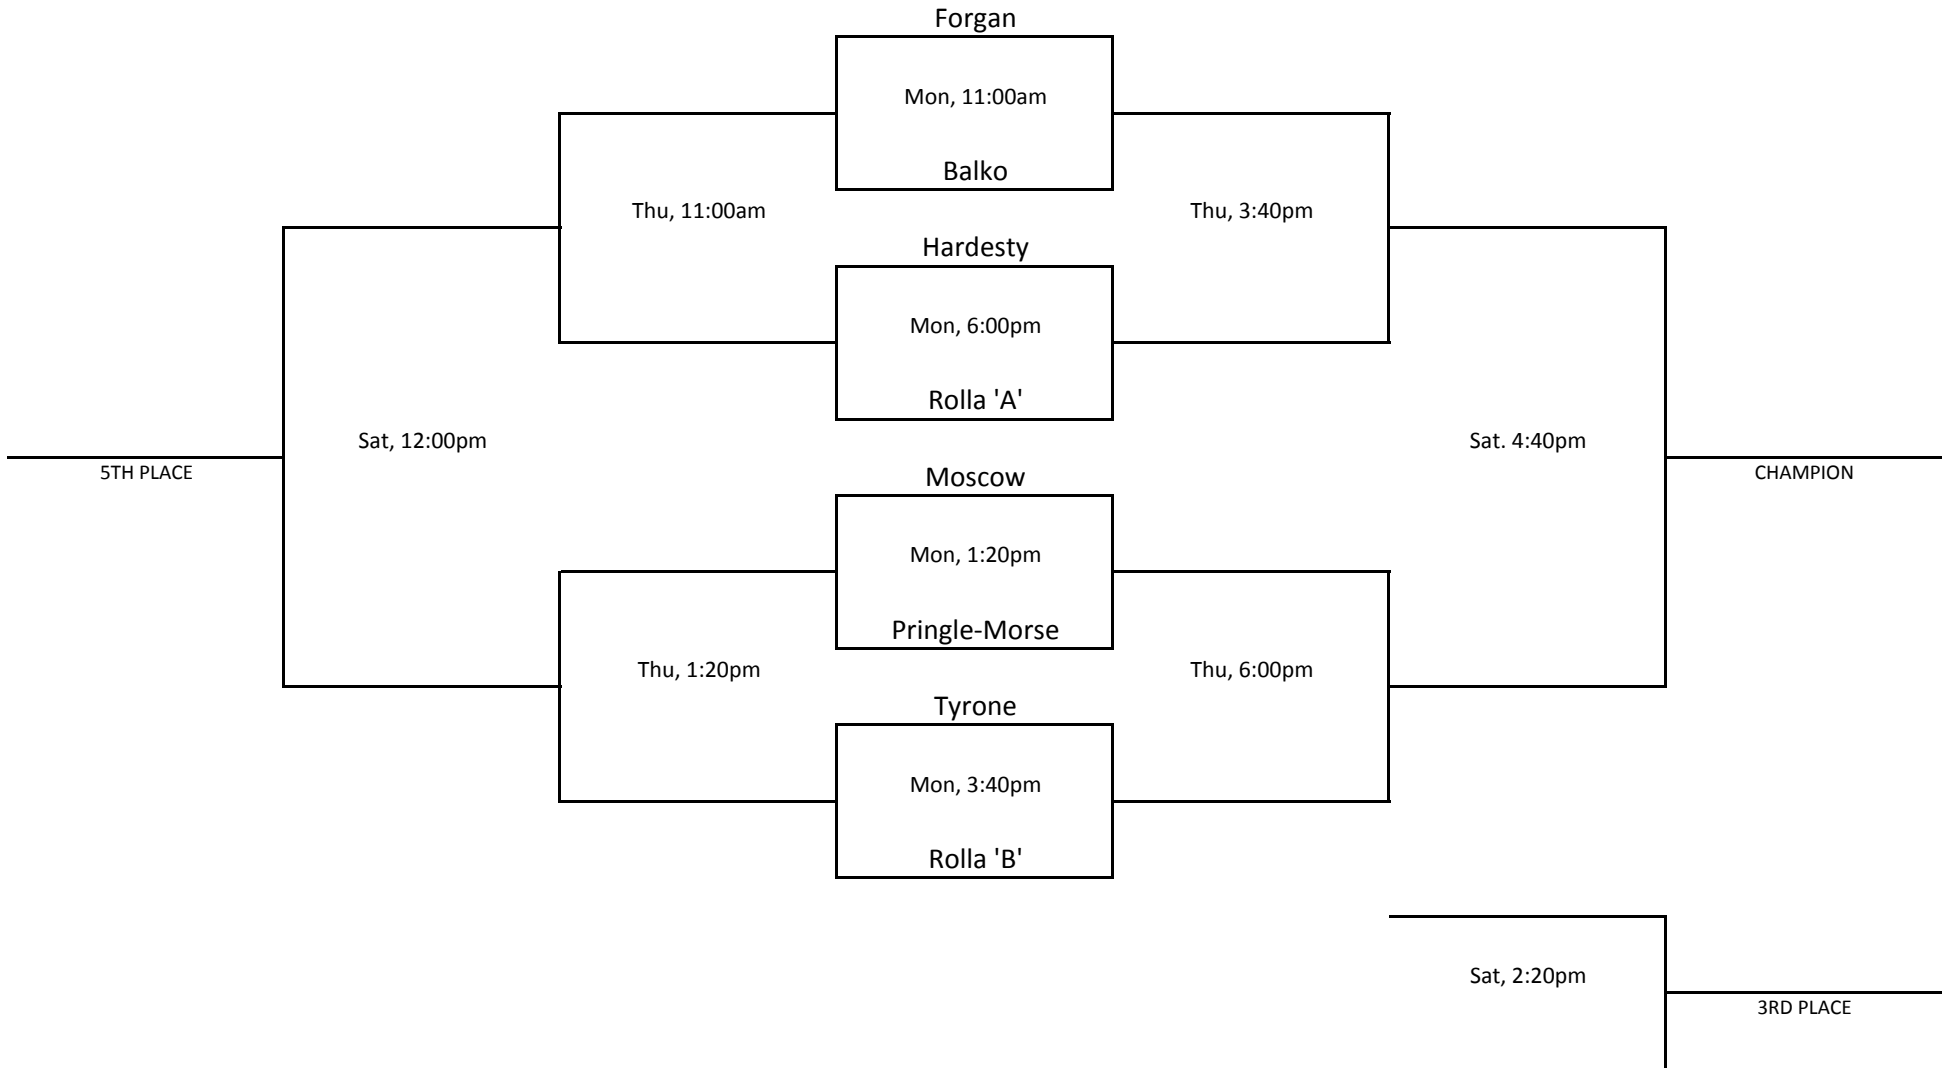 Forgan
Mon, 11:00am
Balko
Thu, 11:00am
Thu, 3:40pm
Hardesty
Mon, 6:00pm
Rolla 'A'
Sat, 12:00pm
Sat. 4:40pm
5TH PLACE
CHAMPION
Moscow
Mon, 1:20pm
Pringle-Morse
Thu, 1:20pm
Thu, 6:00pm
Tyrone
Mon, 3:40pm
Rolla 'B'
Sat, 2:20pm
3RD PLACE